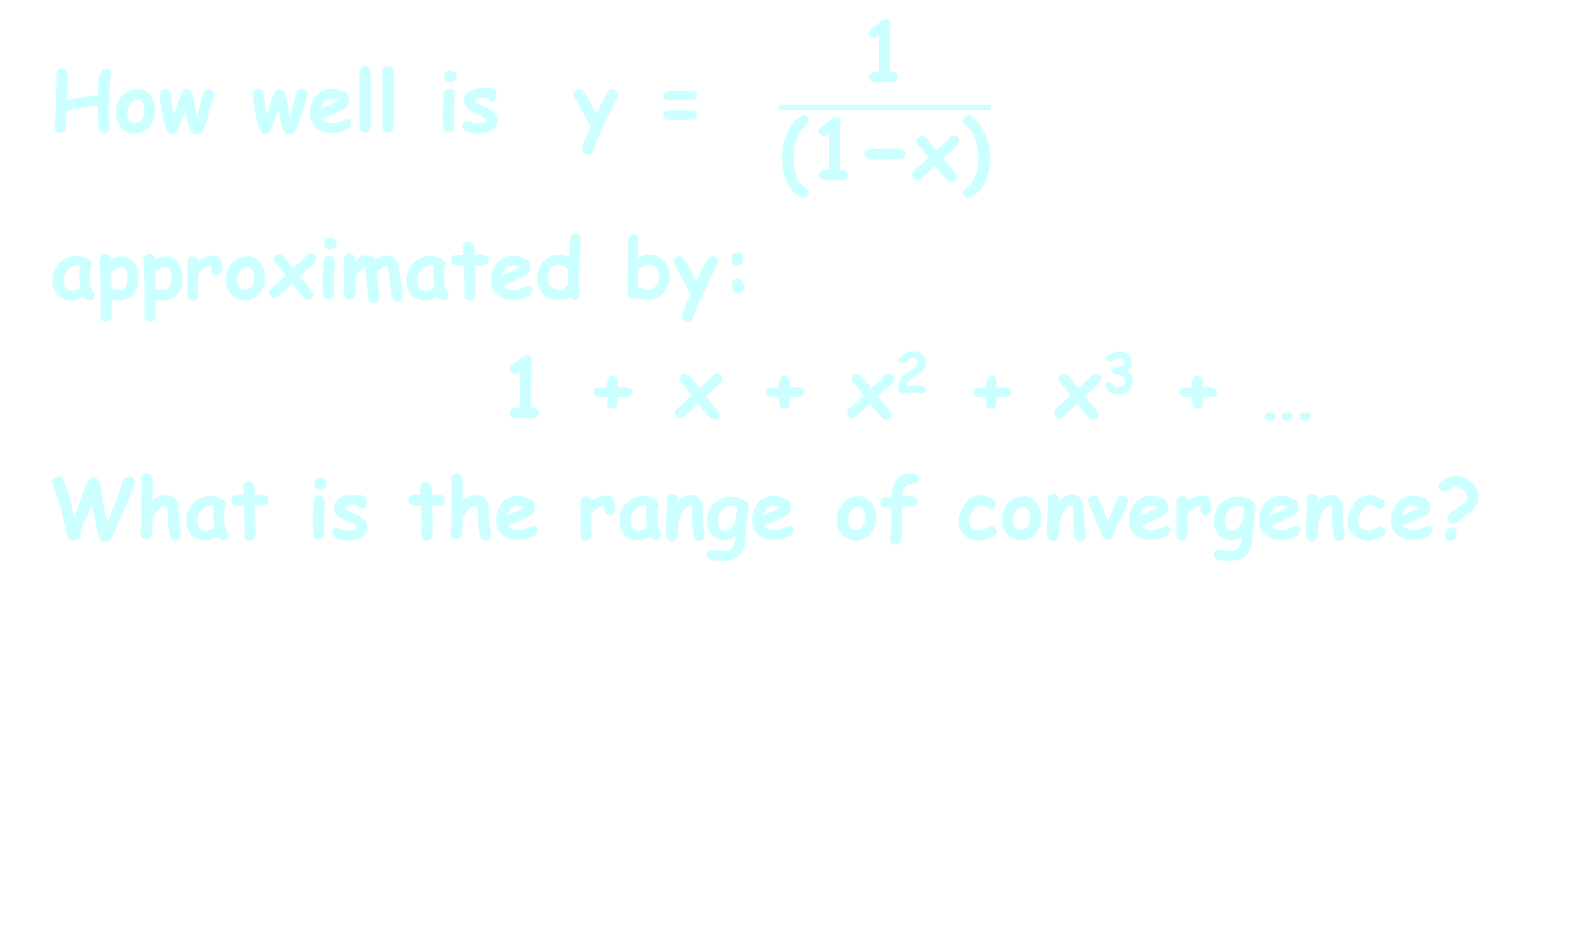 How well is y = 1/(1-x)
approximated by:
1 + x + x² + x³ + …
What is the range of convergence?